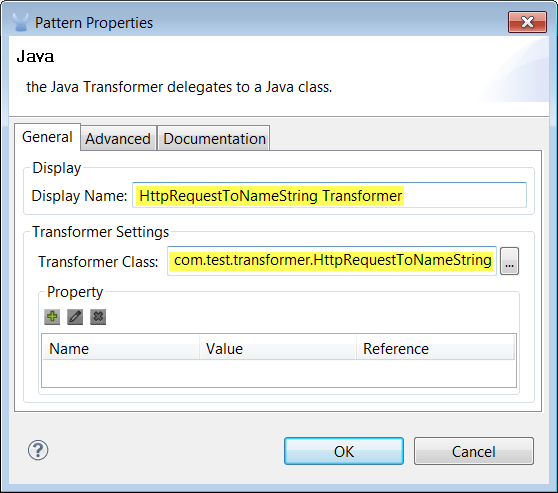 Pattern Properties
Java
the Java Transformer delegates to a Java class.
General Advanced Documentation
Display
Display Name: HttpRequestToNameString Transformer
Transformer Settings
Transformer Class: com.test.transformer.HttpRequestToNameString ...
Property
Name Value Reference
? OK Cancel